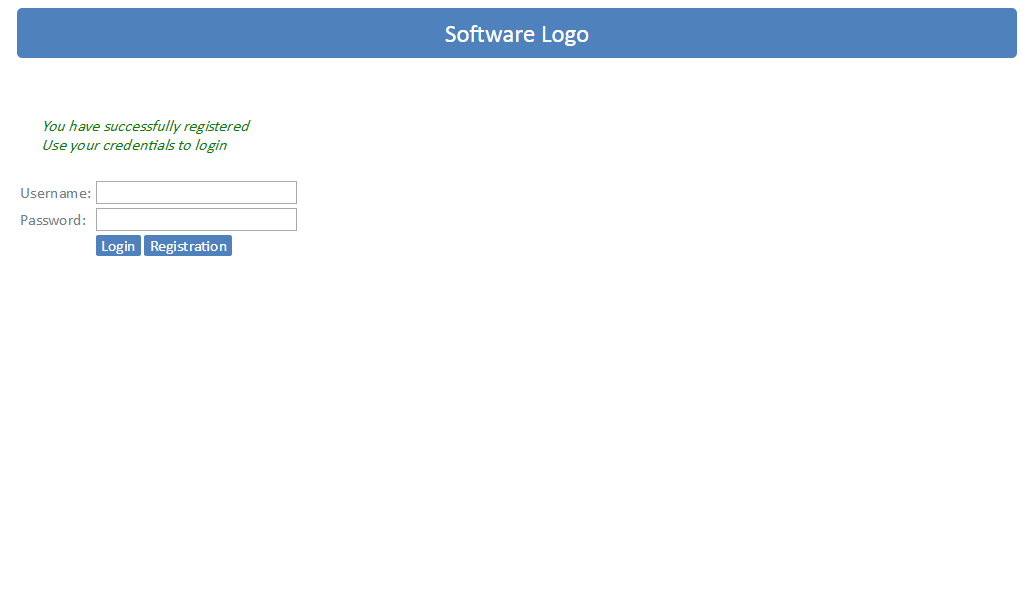 Software Logo
You have successfully registered
Use your credentials to login
Username:
Password:
Login Registration